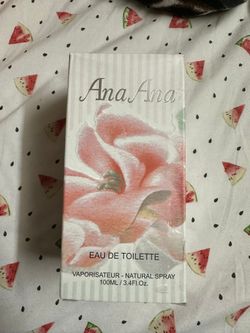 Ana Ana
EAU DE TOILETTE
VAPORISATEUR - NATURAL SPRAY
100ML / 3.4Fl.Oz.